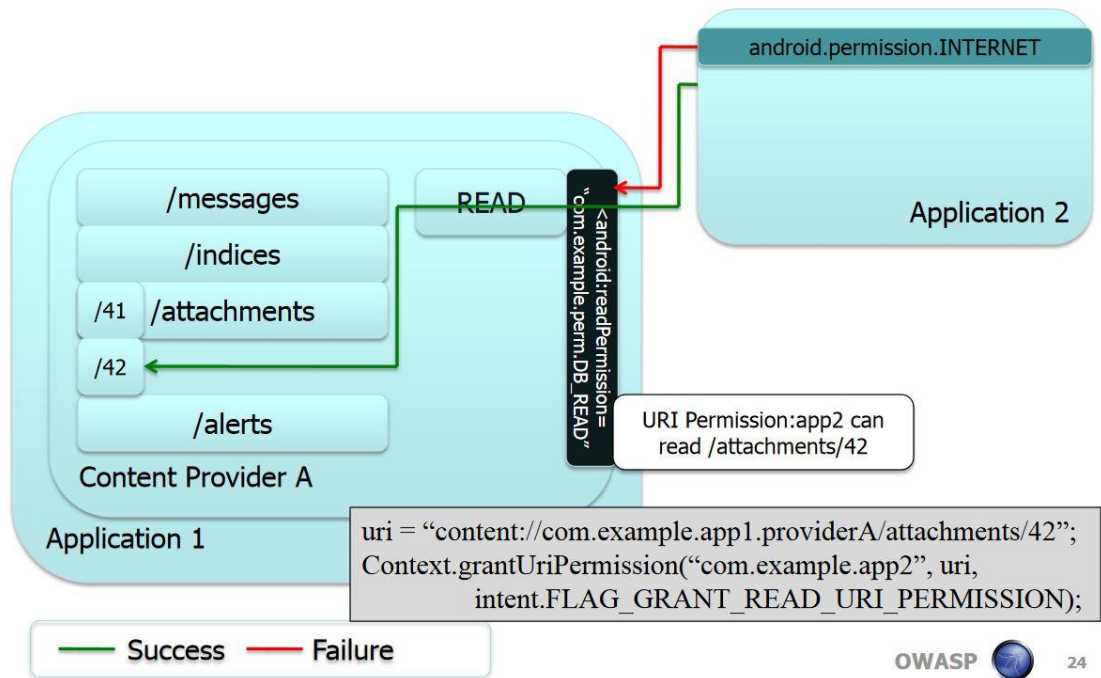 android.permission.INTERNET
Application 2
/messages
READ
/indices
/41
/attachments
/42
/alerts
<android:readPermission=
“com.example.perm.DB_READ”
URI Permission:app2 can
read /attachments/42
Content Provider A
Application 1
uri = “content://com.example.app1.providerA/attachments/42”;
Context.grantUriPermission(“com.example.app2”, uri,
intent.FLAG_GRANT_READ_URI_PERMISSION);
Success
Failure
OWASP
24